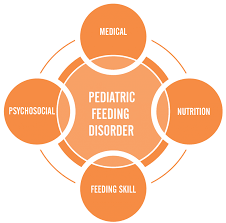 MEDICAL
PSYCHOSOCIAL
PEDIATRIC
FEEDING
DISORDER
NUTRITION
FEEDING SKILL